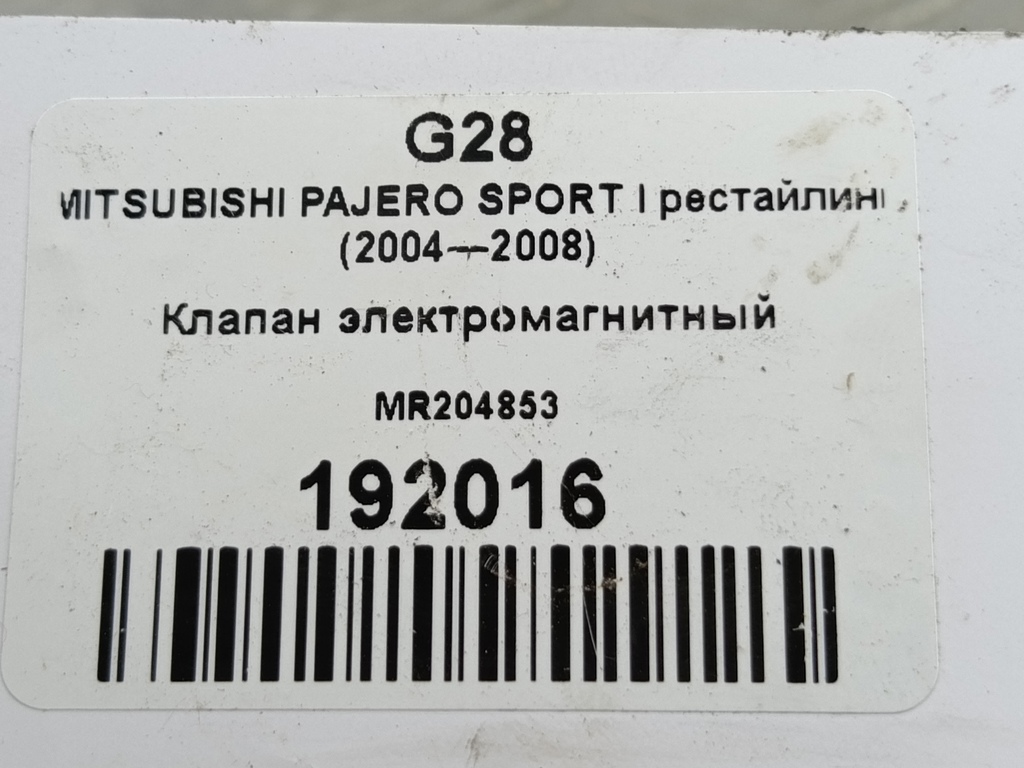 G28
MITSUBISHI PAJERO SPORT I рестайлинг
(2004—2008)
Клапан электромагнитный
MR204853
192016